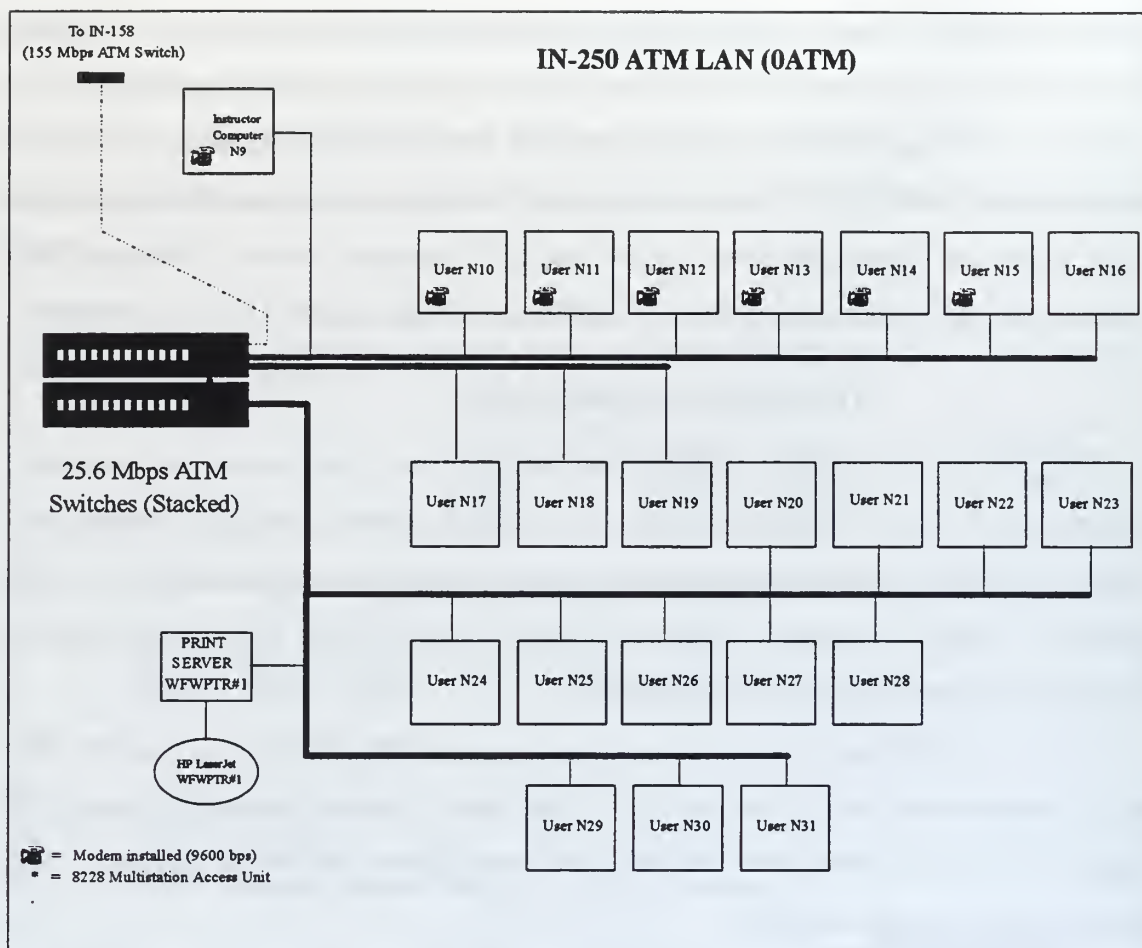 To IN-158
(155 Mbps ATM Switch)
IN-250 ATM LAN (0ATM)
Instructor
Computer
N9
User N10
User N11
User N12
User N13
User N14
User N15
User N16
25.6 Mbps ATM
Switches (Stacked)
User N17
User N18
User N19
User N20
User N21
User N22
User N23
PRINT
SERVER
WFWPTR#1
User N24
User N25
User N26
User N27
User N28
HP LaserJet
WFWPTR#1
User N29
User N30
User N31
= Modem installed (9600 bps)
* = 8228 Multistation Access Unit